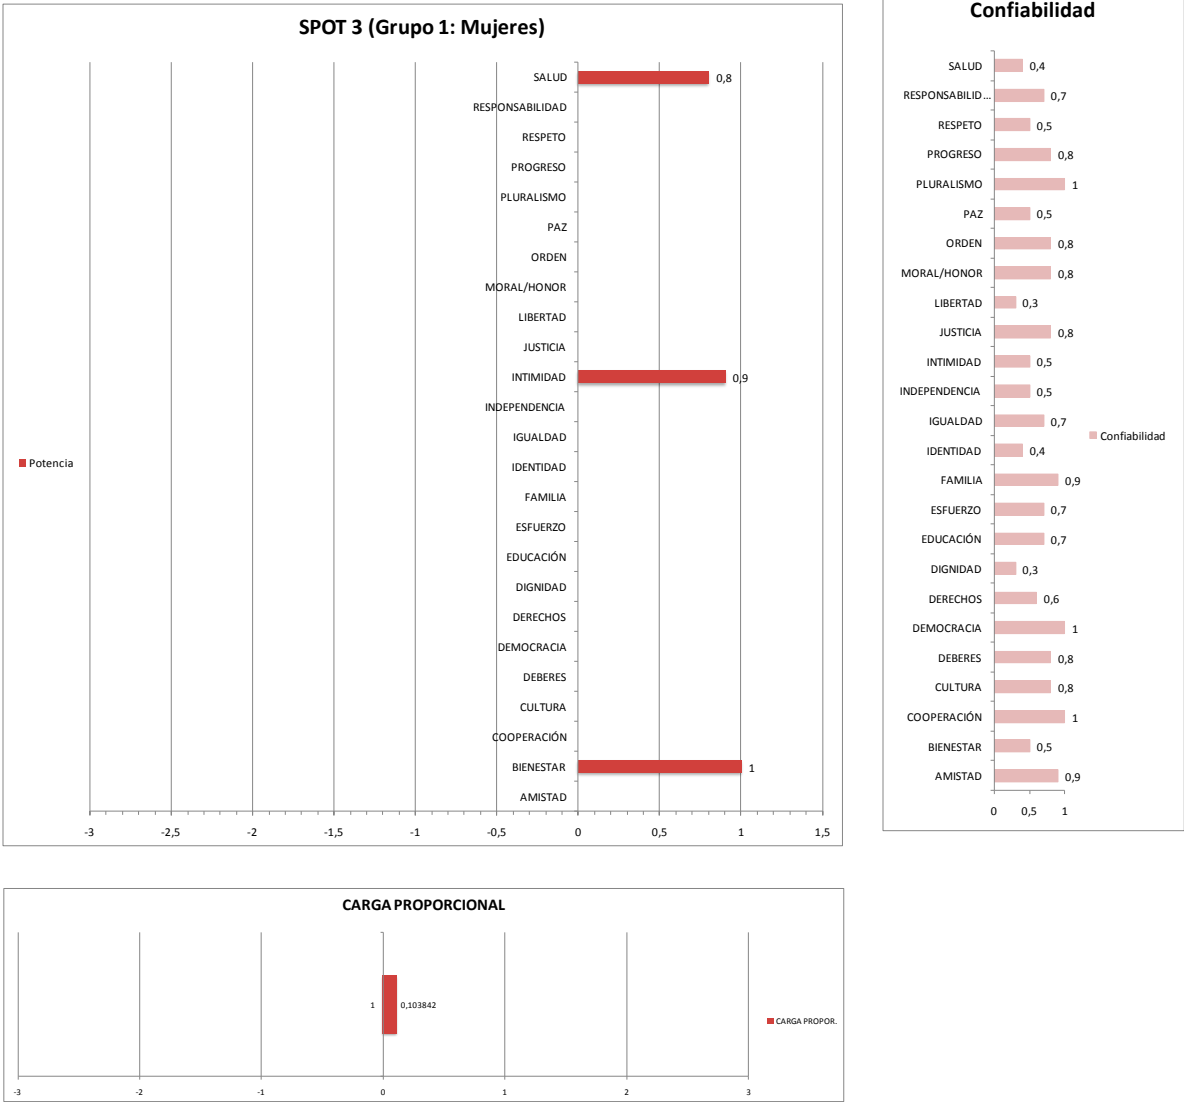 SPOT 3 (Grupo 1: Mujeres)
SALUD 0,8
RESPONSABILIDAD
RESPETO
PROGRESO
PLURALISMO
PAZ
ORDEN
MORAL/HONOR
LIBERTAD
JUSTICIA
INTIMIDAD 0,9
INDEPENDENCIA
IGUALDAD
IDENTIDAD
FAMILIA
ESFUERZO
EDUCACIÓN
DIGNIDAD
DERECHOS
DEMOCRACIA
DEBERES
CULTURA
COOPERACIÓN
BIENESTAR 1
AMISTAD
-3 -2,5 -2 -1,5 -1 -0,5 0 0,5 1 1,5
Potencia
Confiabilidad
SALUD 0,4
RESPONSABILID... 0,7
RESPETO 0,5
PROGRESO 0,8
PLURALISMO 1
PAZ 0,5
ORDEN 0,8
MORAL/HONOR 0,8
LIBERTAD 0,3
JUSTICIA 0,8
INTIMIDAD 0,5
INDEPENDENCIA 0,5
IGUALDAD 0,7
IDENTIDAD 0,4
FAMILIA 0,9
ESFUERZO 0,7
EDUCACIÓN 0,7
DIGNIDAD 0,3
DERECHOS 0,6
DEMOCRACIA 1
DEBERES 0,8
CULTURA 0,8
COOPERACIÓN 1
BIENESTAR 0,5
AMISTAD 0,9
0 0,5 1
Confiabilidad
CARGA PROPORCIONAL
1 0,103842
CARGA PROPOR.
-3 -2 -1 0 1 2 3